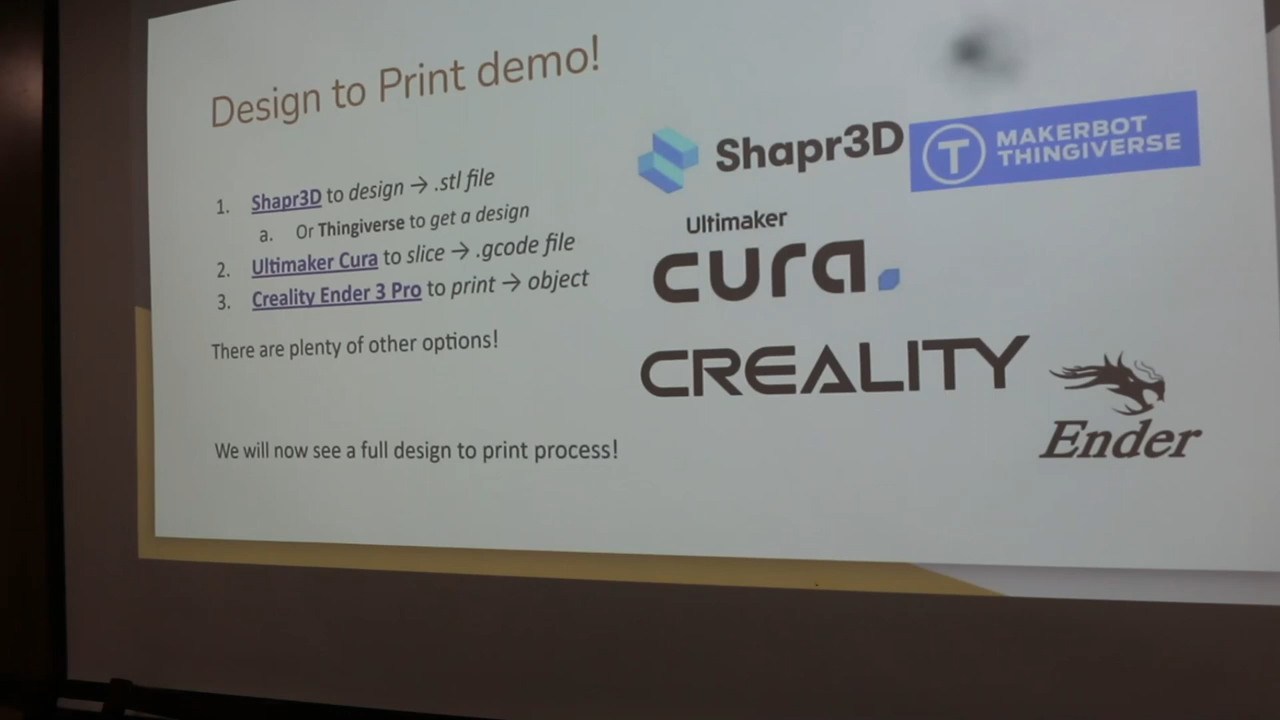 Design to Print demo!
1. Shapr3D to design → .stl file
a. Or Thingiverse to get a design
2. Ultimaker Cura to slice → .gcode file
3. Creality Ender 3 Pro to print → object
There are plenty of other options!
We will now see a full design to print process!
Shapr3D
MAKERBOT
THINGIVERSE
Ultimaker
cura.
CREALITY
Ender